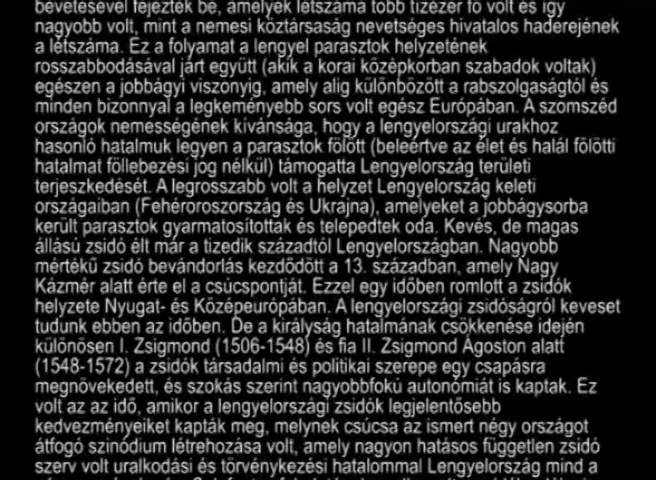 bevetésével fejezték be, amelyek létszáma több tízezer fő volt és így
nagyobb volt, mint a nemesi köztársaság nevetséges hivatalos haderejének
a létszáma. Ez a folyamat a lengyel parasztok helyzetének
rosszabbodásával járt együtt (akik a korai középkorban szabadok voltak)
egészen a jobbágyi viszonyig, amely alig különbözött a rabszolgaságtól és
minden bizonnyal a legkeményebb sors volt egész Európában. A szomszéd
országok nemességének kívánsága, hogy a lengyelországi urakhoz
hasonló hatalmuk legyen a parasztok fölött (beleértve az élet és halál fölötti
hatalmat föllebezési jog nélkül) támogatta Lengyelország területi
terjeszkedését. A legrosszabb volt a helyzet Lengyelország keleti
országaiban (Fehéroroszország és Ukrajna), amelyeket a jobbágysorba
került parasztok gyarmatosítottak és telepedtek oda. Kevés, de magas
állású zsidó élt már a tizedik századtól Lengyelországban. Nagyobb
mértékű zsidó bevándorlás kezdődött a 13. században, amely Nagy
Kázmér alatt érte el a csúcspontját. Ezzel egy időben romlott a zsidók
helyzete Nyugat- és Középeurópában. A lengyelországi zsidóságról keveset
tudunk ebben az időben. De a királyság hatalmának csökkenése idején
különösen I. Zsigmond (1506-1548) és fia II. Zsigmond Ágoston alatt
(1548-1572) a zsidók társadalmi és politikai szerepe egy csapásra
megnövekedett, és szokás szerint nagyobbfokú autonómiát is kaptak. Ez
volt az az idő, amikor a lengyelországi zsidók legjelentősebb
kedvezményeiket kapták meg, melynek csúcsa az ismert négy országot
átfogó szinódium létrehozása volt, amely nagyon hatásos független zsidó
szerv volt uralkodási és törvénykezési hatalommal Lengyelország mind a